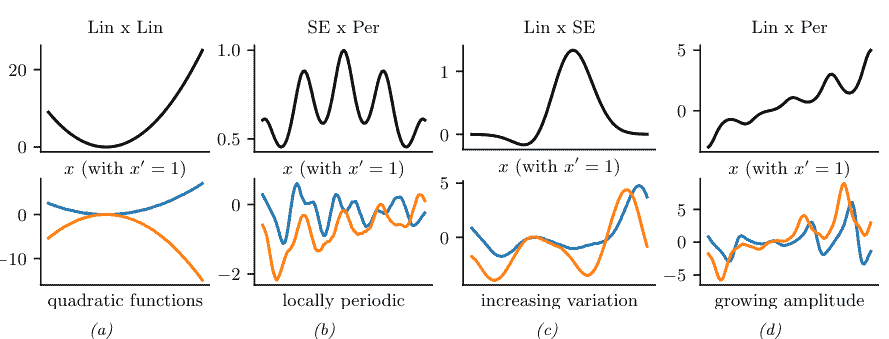 Lin x Lin
SE x Per
Lin x SE
Lin x Per
20
0
1.0
0.5
1
0
5
0
x (with x′ = 1)
x (with x′ = 1)
x (with x′ = 1)
x (with x′ = 1)
0
−10
0
−2
5
0
5
0
−5
quadratic functions
locally periodic
increasing variation
growing amplitude
(a)
(b)
(c)
(d)